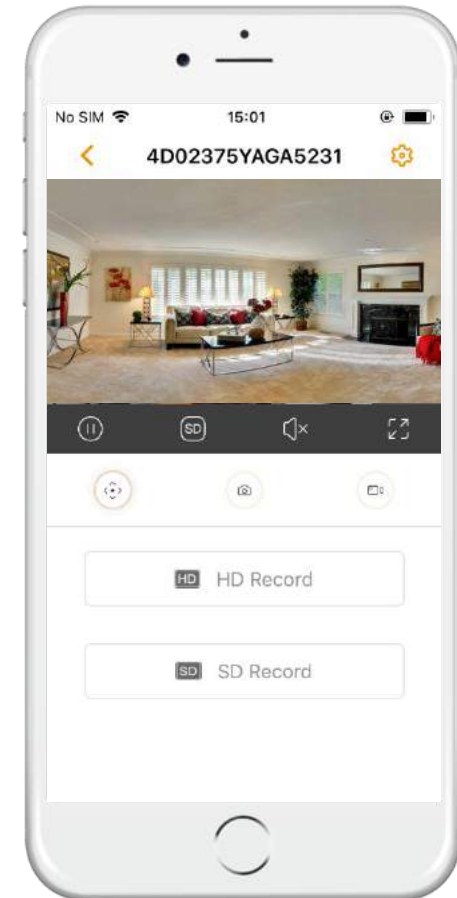 No SIM 15:01
4D02375YAGA5231
SD
HD HD Record
SD SD Record